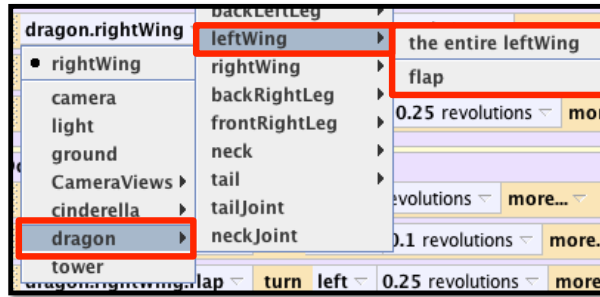 dragon.rightWing
rightWing
camera
light
ground
CameraViews
cinderella
dragon
tower
backLeftLeg
leftWing
rightWing
backRightLeg
frontRightLeg
neck
tail
tailJoint
neckJoint
the entire leftWing
flap
0.25 revolutions
evolutions more...
0.1 revolutions more.
dragon.rightWing.flap turn left 0.25 revolutions more